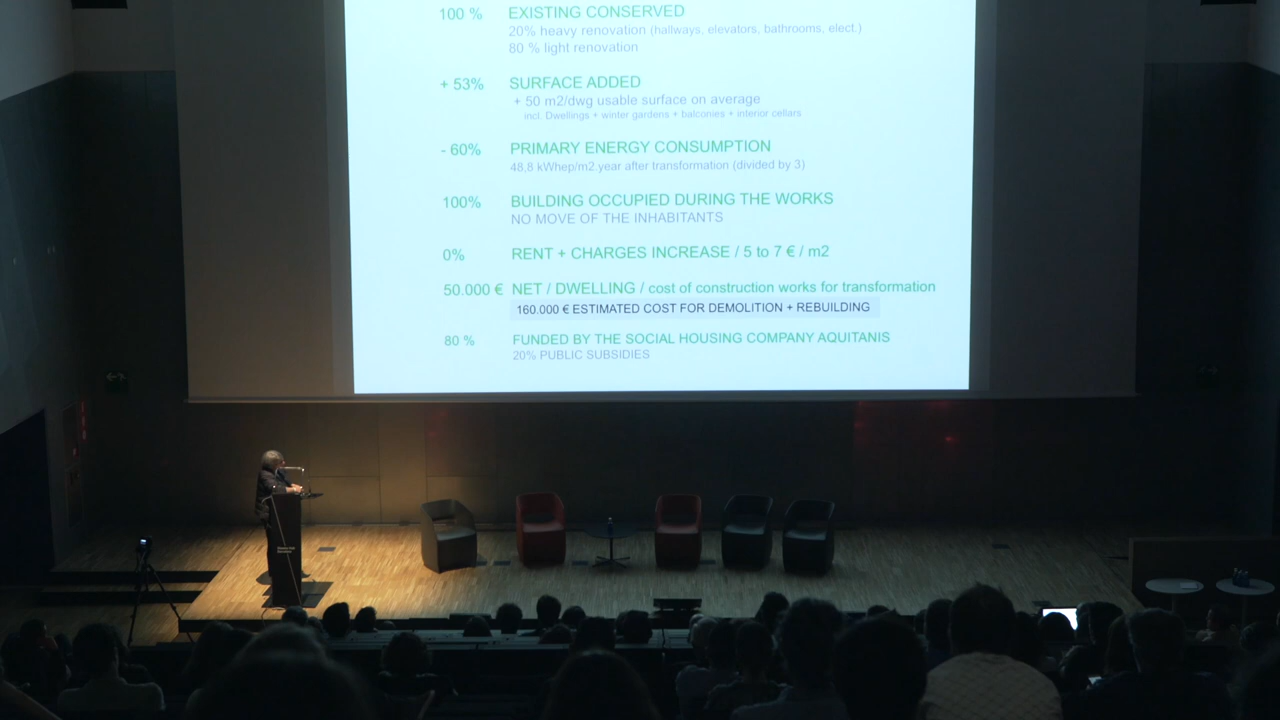 100 % EXISTING CONSERVED
20% heavy renovation (hallways, elevators, bathrooms, elect.)
80 % light renovation
+ 53% SURFACE ADDED
+ 50 m2/dwg usable surface on average
incl. Dwellings + winter gardens + balconies + interior cellars
- 60% PRIMARY ENERGY CONSUMPTION
48,8 kWhep/m2.year after transformation (divided by 3)
100% BUILDING OCCUPIED DURING THE WORKS
NO MOVE OF THE INHABITANTS
0% RENT + CHARGES INCREASE / 5 to 7 € / m2
50.000 € NET / DWELLING / cost of construction works for transformation
160.000 € ESTIMATED COST FOR DEMOLITION + REBUILDING
80 % FUNDED BY THE SOCIAL HOUSING COMPANY AQUITANIS
20% PUBLIC SUBSIDIES